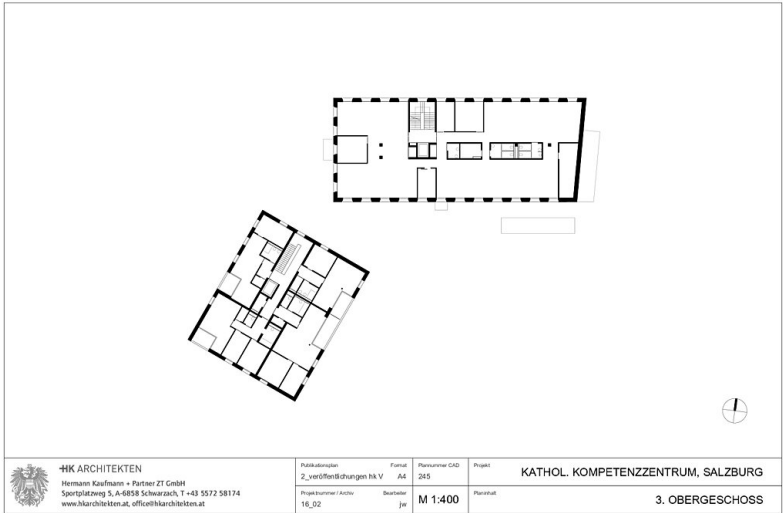 HK ARCHITEKTEN
Hermann Kaufmann + Partner ZT GmbH
Sportplatzweg 5, A-6858 Schwarzach, T +43 5572 58174
www.hkarchitekten.at, office@hkarchitekten.at
Publikationsplan Format
2_veröffentlichungen hk V A4
Projektnummer / Archiv Bearbeiter
16_02 jw
Plannummer CAD
245
M 1:400
Projekt
KATHOL. KOMPETENZZENTRUM, SALZBURG
Planinhalt
3. OBERGESCHOSS